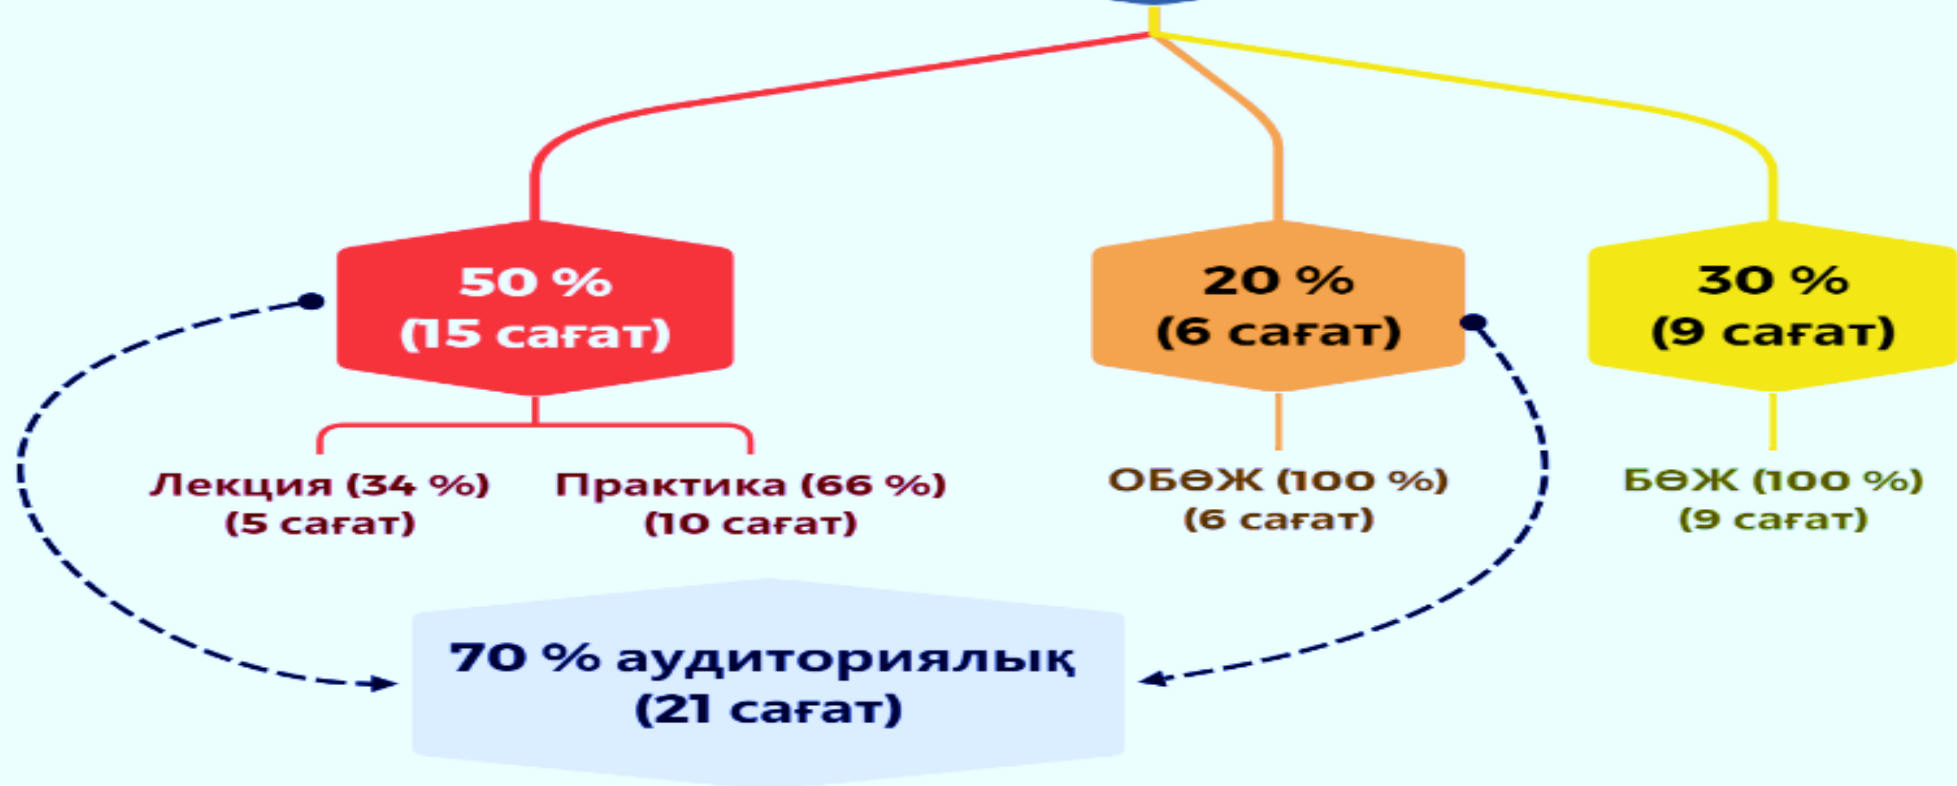 50 %
(15 сағат)
20 %
(6 сағат)
30 %
(9 сағат)
Лекция (34 %)
(5 сағат)
Практика (66 %)
(10 сағат)
ОБӨЖ (100 %)
(6 сағат)
БӨЖ (100 %)
(9 сағат)
70 % аудиториялық
(21 сағат)